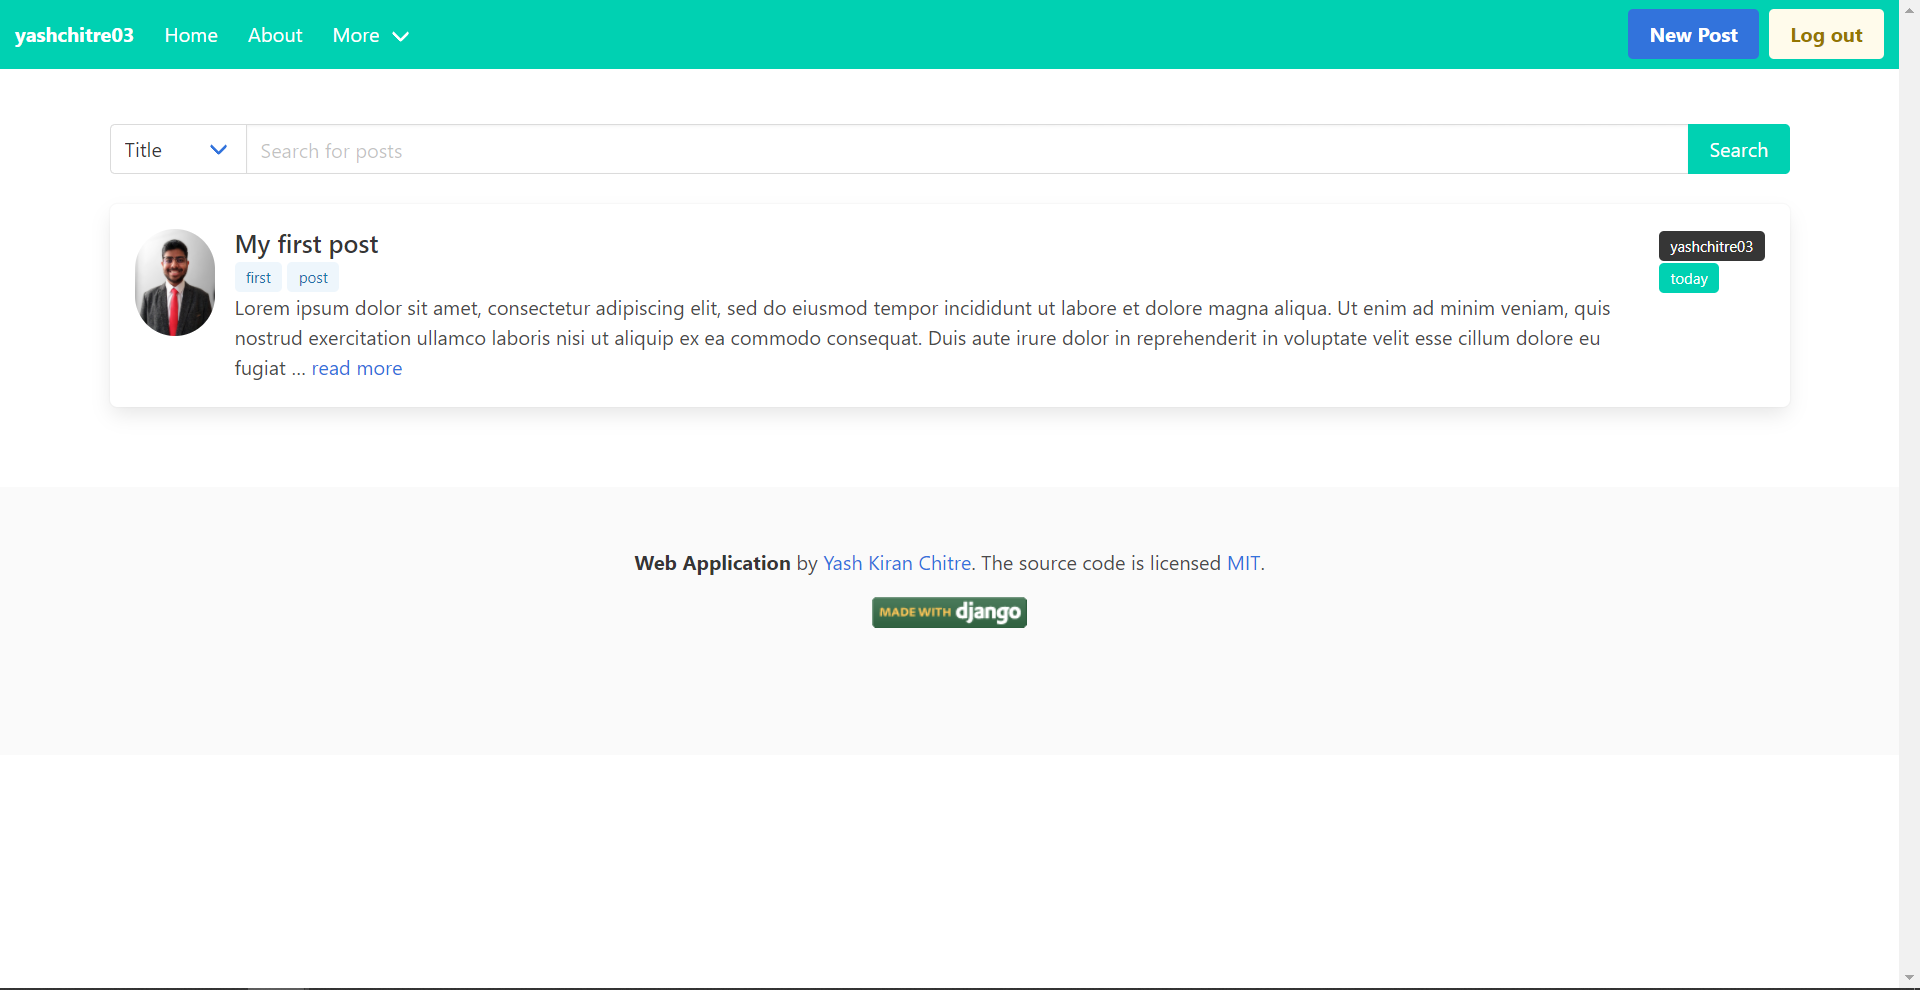 yashchitre03 Home About More New Post Log out
Title Search for posts Search
My first post yashchitre03
first post today
Lorem ipsum dolor sit amet, consectetur adipiscing elit, sed do eiusmod tempor incididunt ut labore et dolore magna aliqua. Ut enim ad minim veniam, quis
nostrud exercitation ullamco laboris nisi ut aliquip ex ea commodo consequat. Duis aute irure dolor in reprehenderit in voluptate velit esse cillum dolore eu
fugiat ... read more
Web Application by Yash Kiran Chitre. The source code is licensed MIT.
MADE WITH django